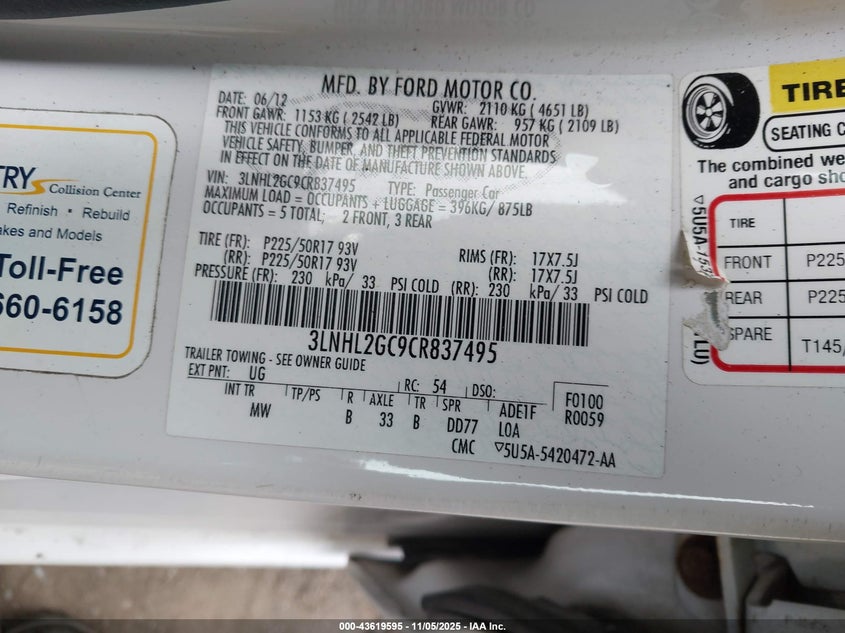 MFD. BY FORD MOTOR CO.
DATE: 06/12
GVWR: 2110 KG ( 4651 LB)
FRONT GAWR: 1153 KG ( 2542 LB)
REAR GAWR: 957 KG ( 2109 LB)
THIS VEHICLE CONFORMS TO ALL APPLICABLE FEDERAL MOTOR
VEHICLE SAFETY, BUMPER, AND THEFT PREVENTION STANDARDS
IN EFFECT ON THE DATE OF MANUFACTURE SHOWN ABOVE.
VIN: 3LNHL2GC9CR837495 TYPE: Passenger Car
MAXIMUM LOAD = OCCUPANTS + LUGGAGE = 396KG/ 875LB
OCCUPANTS = 5 TOTAL; 2 FRONT, 3 REAR
TIRE (FR): P225/50R17 93V RIMS (FR): 17X7.5J
(RR): P225/50R17 93V (RR): 17X7.5J
PRESSURE (FR): 230 kPa/ 33 PSI COLD (RR): 230 kPa/ 33 PSI COLD
3LNHL2GC9CR837495
TRAILER TOWING - SEE OWNER GUIDE
EXT PNT: UG RC: 54 DSO:
INT TR TP/PS R AXLE TR SPR ADE1F F0100
MW B 33 B DD77 LOA R0059
CMC ▽5U5A-5420472-AA
TRY
Collision Center
Refinish • Rebuild
akes and Models
Toll-Free
660-6158
TIRE
SEATING C
The combined we
and cargo sho
▽5U5A-153
TIRE
FRONT P225
REAR P225
SPARE T145/
LU)
000-43619595 - 11/05/2025 - IAA Inc.